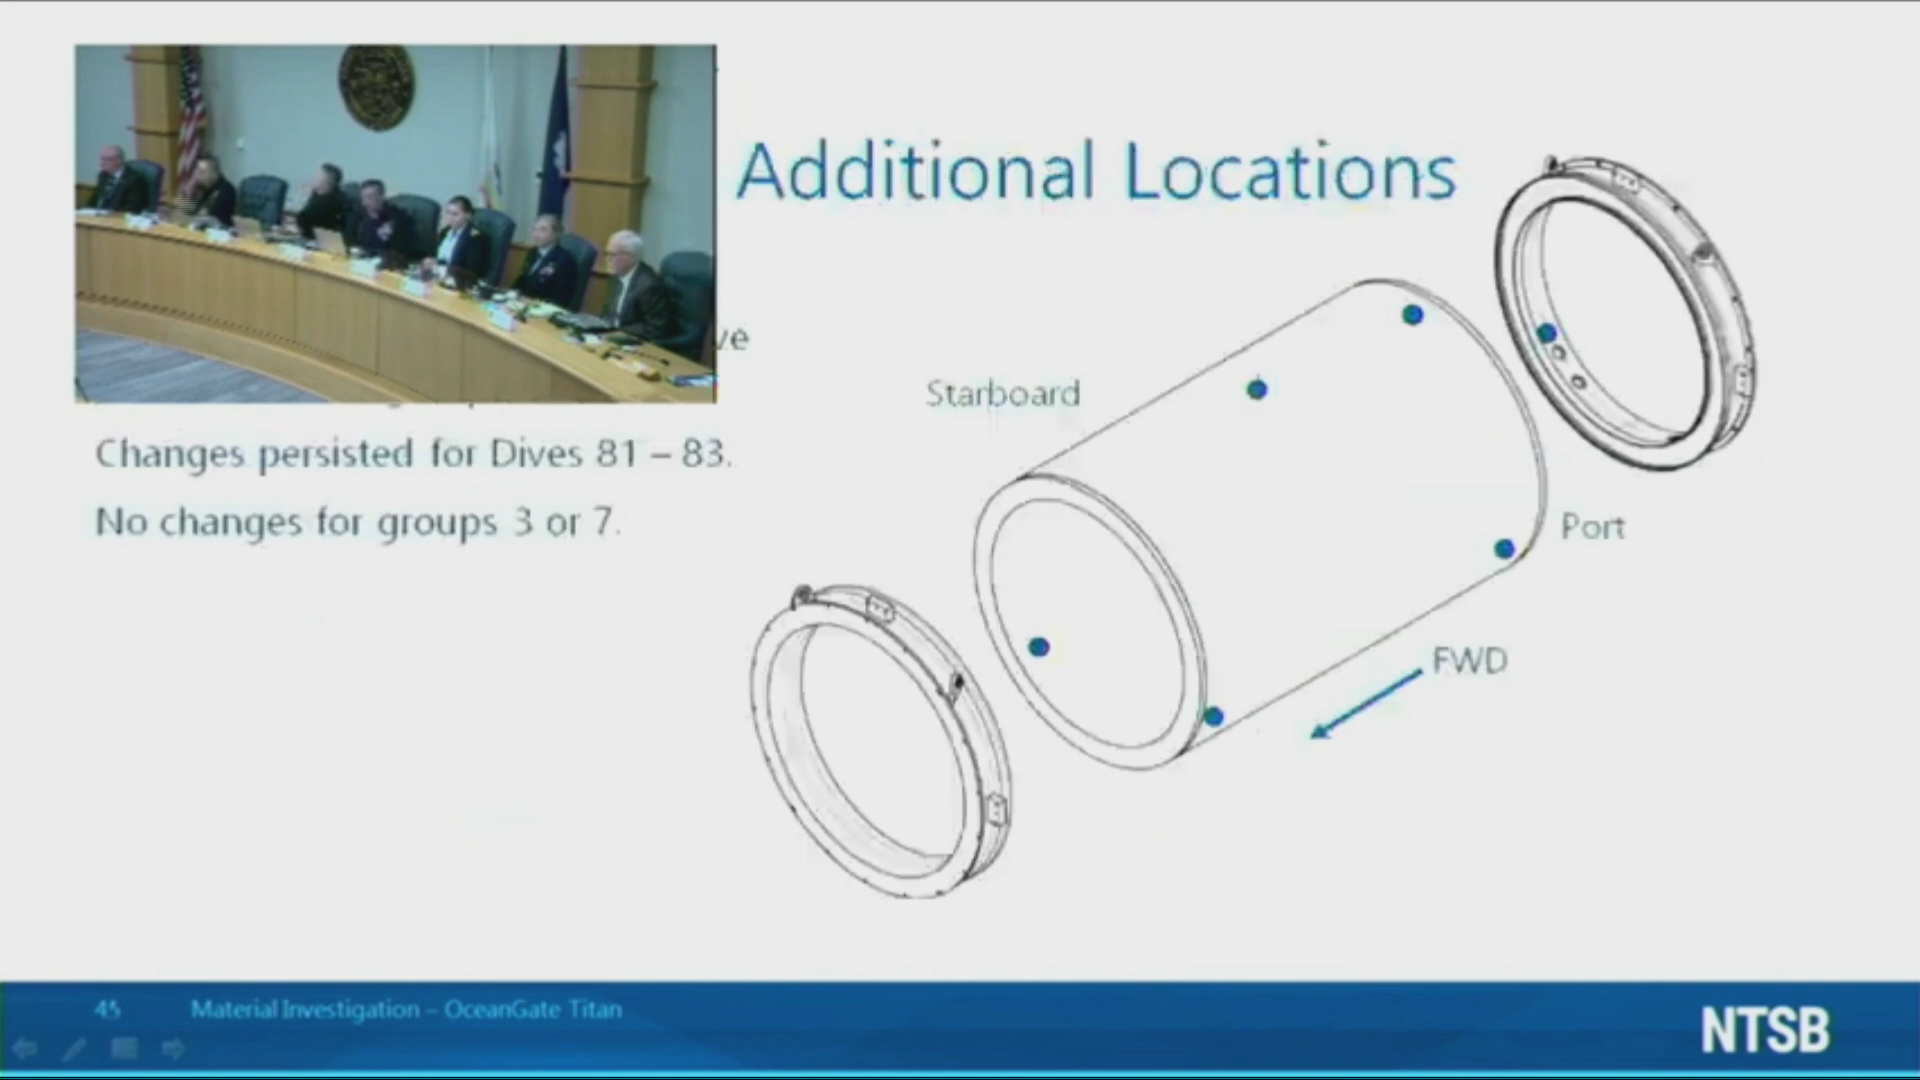 Additional Locations
ve
Starboard
Changes persisted for Dives 81 – 83.
No changes for groups 3 or 7.
Port
FWD
45 Material Investigation – OceanGate Titan
NTSB